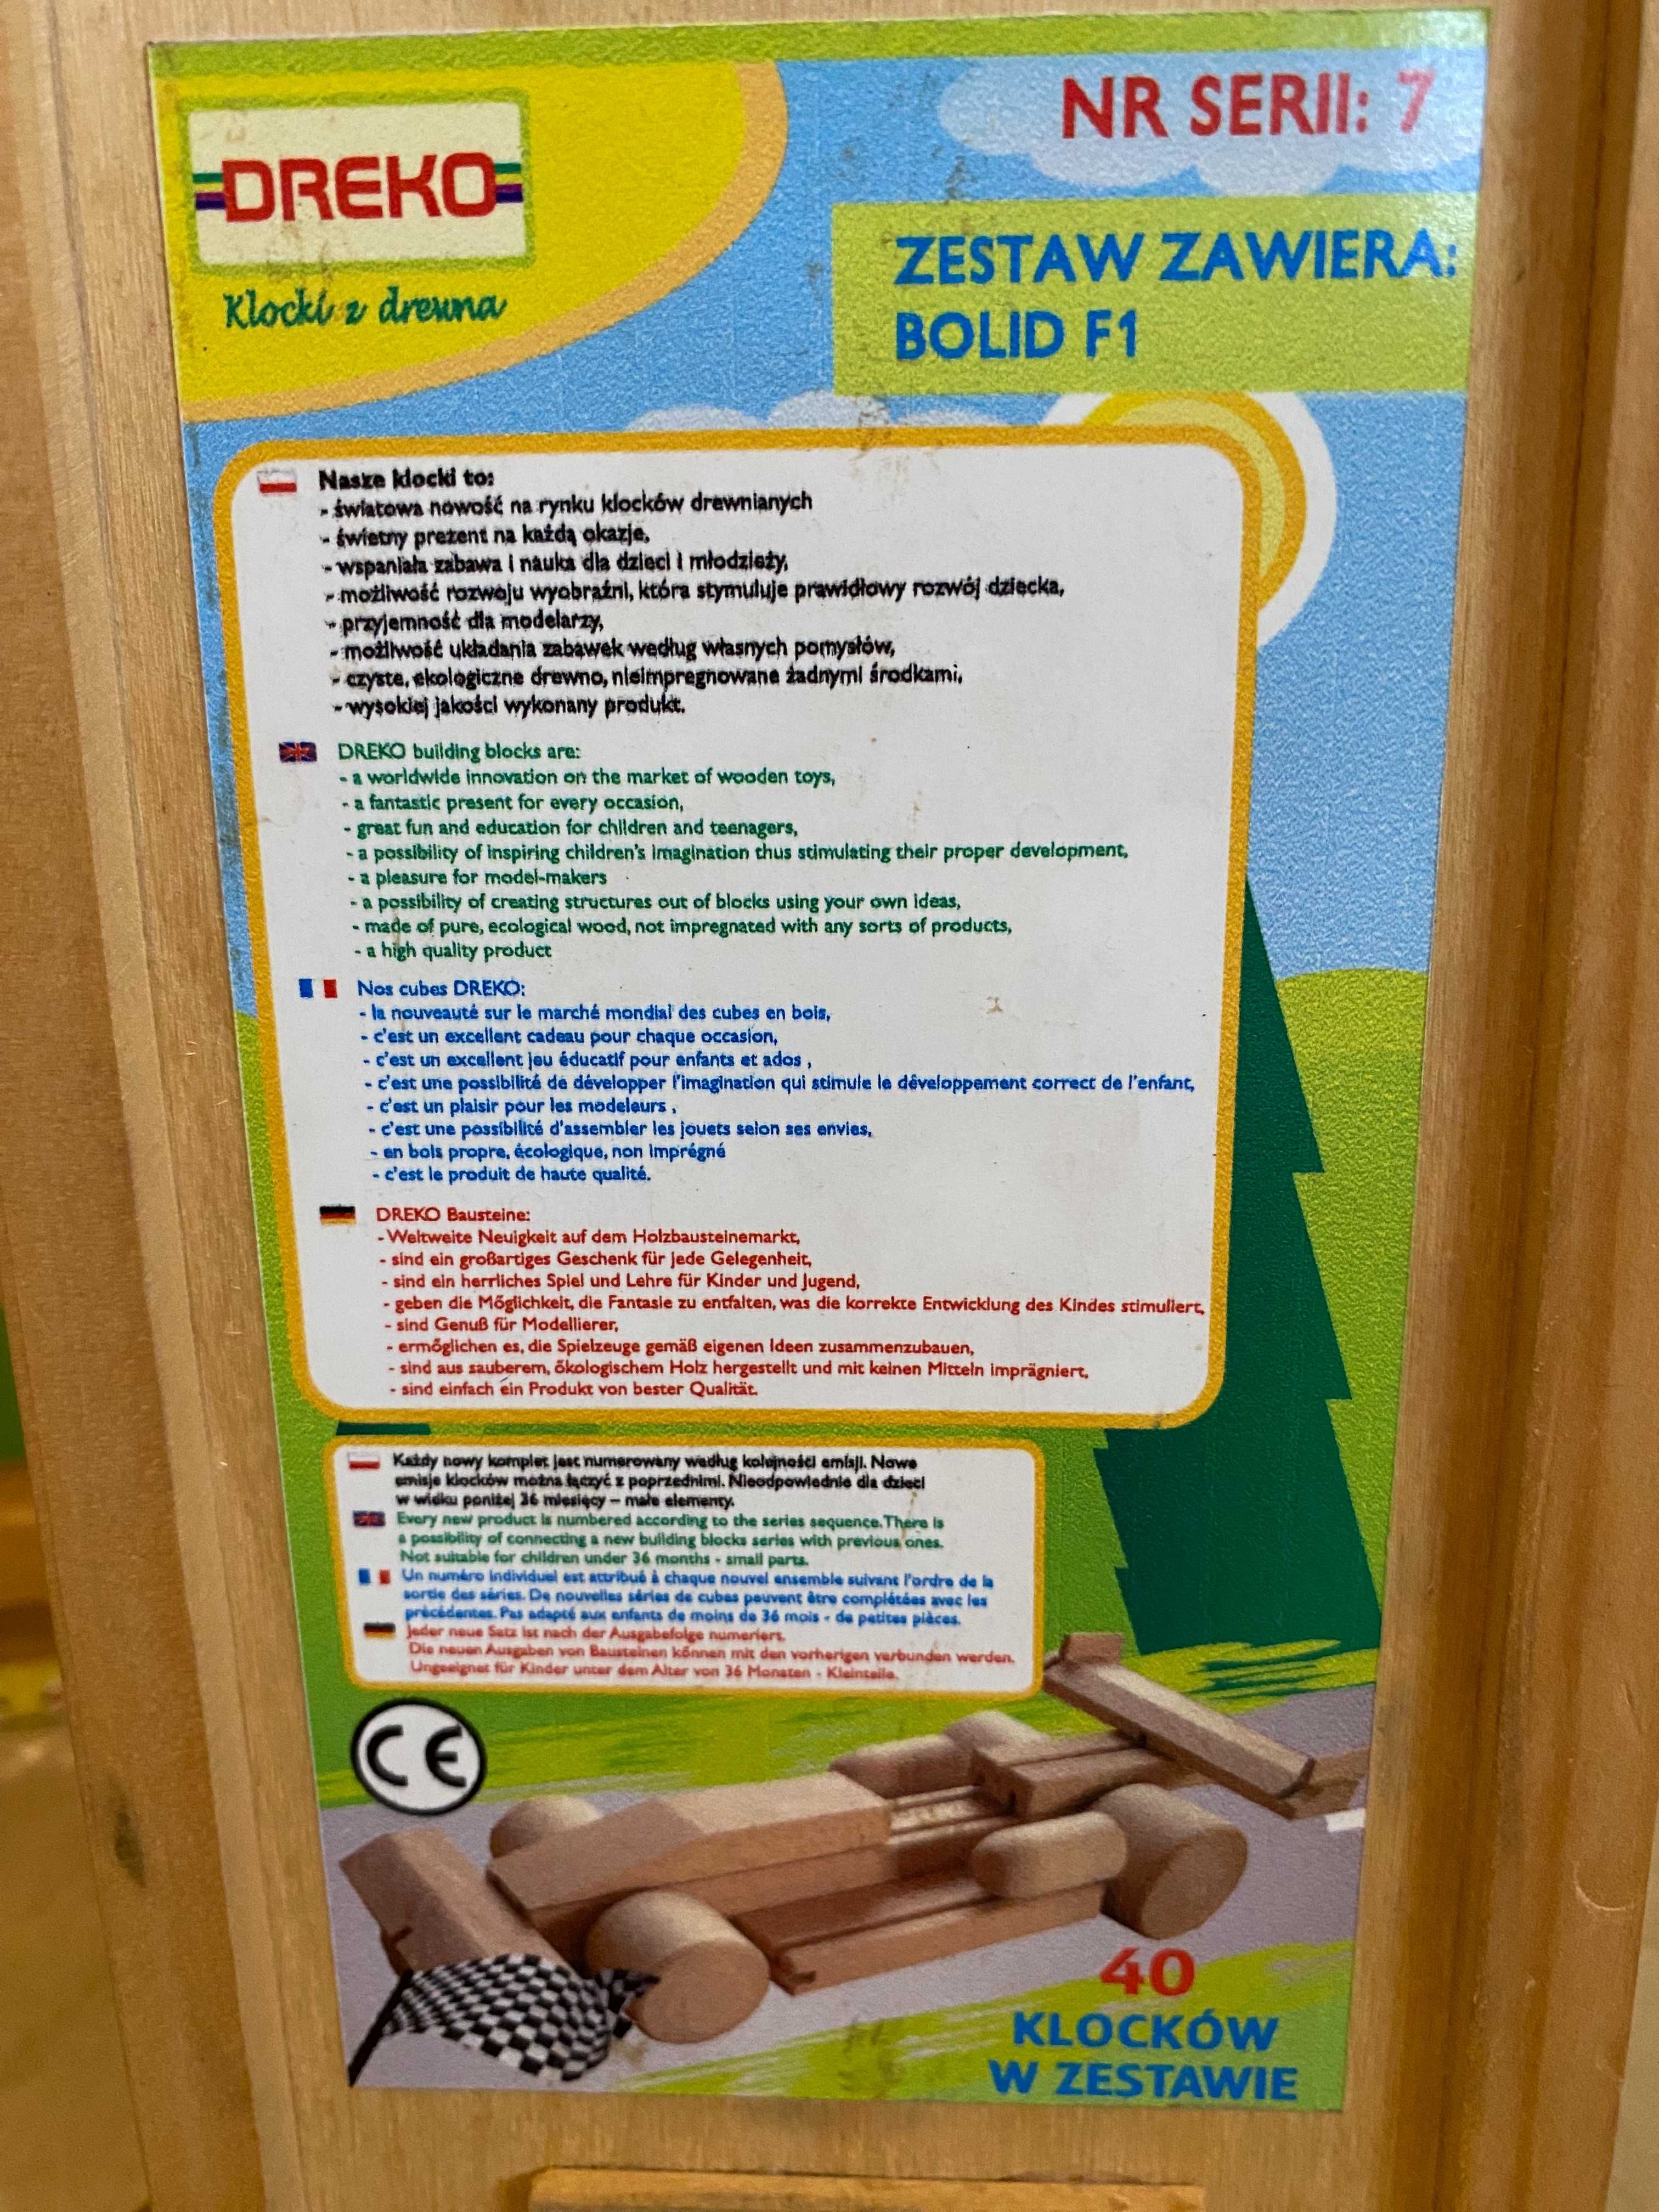 DREKO
Klocki z drewna
NR SERII: 7
ZESTAW ZAWIERA:
BOLID F1
Nasze klocki to:
- światowa nowość na rynku klocków drewnianych
- świetny prezent na każdą okazje,
- wspaniała zabawa i nauka dla dzieci i młodzieży,
- możliwość rozwoju wyobraźni, która stymuluje prawidłowy rozwój dziecka,
- przyjemność dla modelarzy,
- możliwość układania zabawek według własnych pomysłów,
- czyste, ekologiczne drewno, nieimpregnowane żadnymi środkami,
- wysokiej jakości wykonany produkt.
DREKO building blocks are:
- a worldwide innovation on the market of wooden toys,
- a fantastic present for every occasion,
- great fun and education for children and teenagers,
- a possibility of inspiring children's imagination thus stimulating their proper development,
- a pleasure for model-makers
- a possibility of creating structures out of blocks using your own ideas,
- made of pure, ecological wood, not impregnated with any sorts of products,
- a high quality product
Nos cubes DREKO:
- la nouveauté sur le marché mondial des cubes en bois,
- c'est un excellent cadeau pour chaque occasion,
- c'est un excellent jeu éducatif pour enfants et ados ,
- c'est une possibilité de développer l'imagination qui stimule le développement correct de l'enfant,
- c'est un plaisir pour les modeleurs ,
- c'est une possibilité d'assembler les jouets selon ses envies,
- en bois propre, écologique, non imprégné
- c'est le produit de haute qualité.
DREKO Bausteine:
- Weltweite Neuigkeit auf dem Holzbausteinemarkt,
- sind ein großartiges Geschenk für jede Gelegenheit,
- sind ein herrliches Spiel und Lehre für Kinder und Jugend,
- geben die Möglichkeit, die Fantasie zu entfalten, was die korrekte Entwicklung des Kindes stimuliert,
- sind Genuß für Modellierer,
- ermöglichen es, die Spielzeuge gemäß eigenen Ideen zusammenzubauen,
- sind aus sauberem, ökologischem Holz hergestellt und mit keinen Mitteln imprägniert,
- sind einfach ein Produkt von bester Qualität.
Każdy nowy komplet jest numerowany według kolejności emisji. Nowe
emisje klocków można łączyć z poprzednimi. Nieodpowiednie dla dzieci
w wieku poniżej 36 miesięcy – małe elementy.
Every new product is numbered according to the series sequence. There is
a possibility of connecting a new building blocks series with previous ones.
Not suitable for children under 36 months - small parts.
Un numéro individuel est attribué à chaque nouvel ensemble suivant l'ordre de la
sortie des séries. De nouvelles séries de cubes peuvent être complétées avec les
précédentes. Pas adapté aux enfants de moins de 36 mois - de petites pièces.
Jeder neue Satz ist nach der Ausgabefolge numeriert.
Die neuen Ausgaben von Bausteinen können mit den vorherigen verbunden werden.
Ungeeignet für Kinder unter dem Alter von 36 Monaten - Kleinteile.
CE
40
KLOCKÓW
W ZESTAWIE